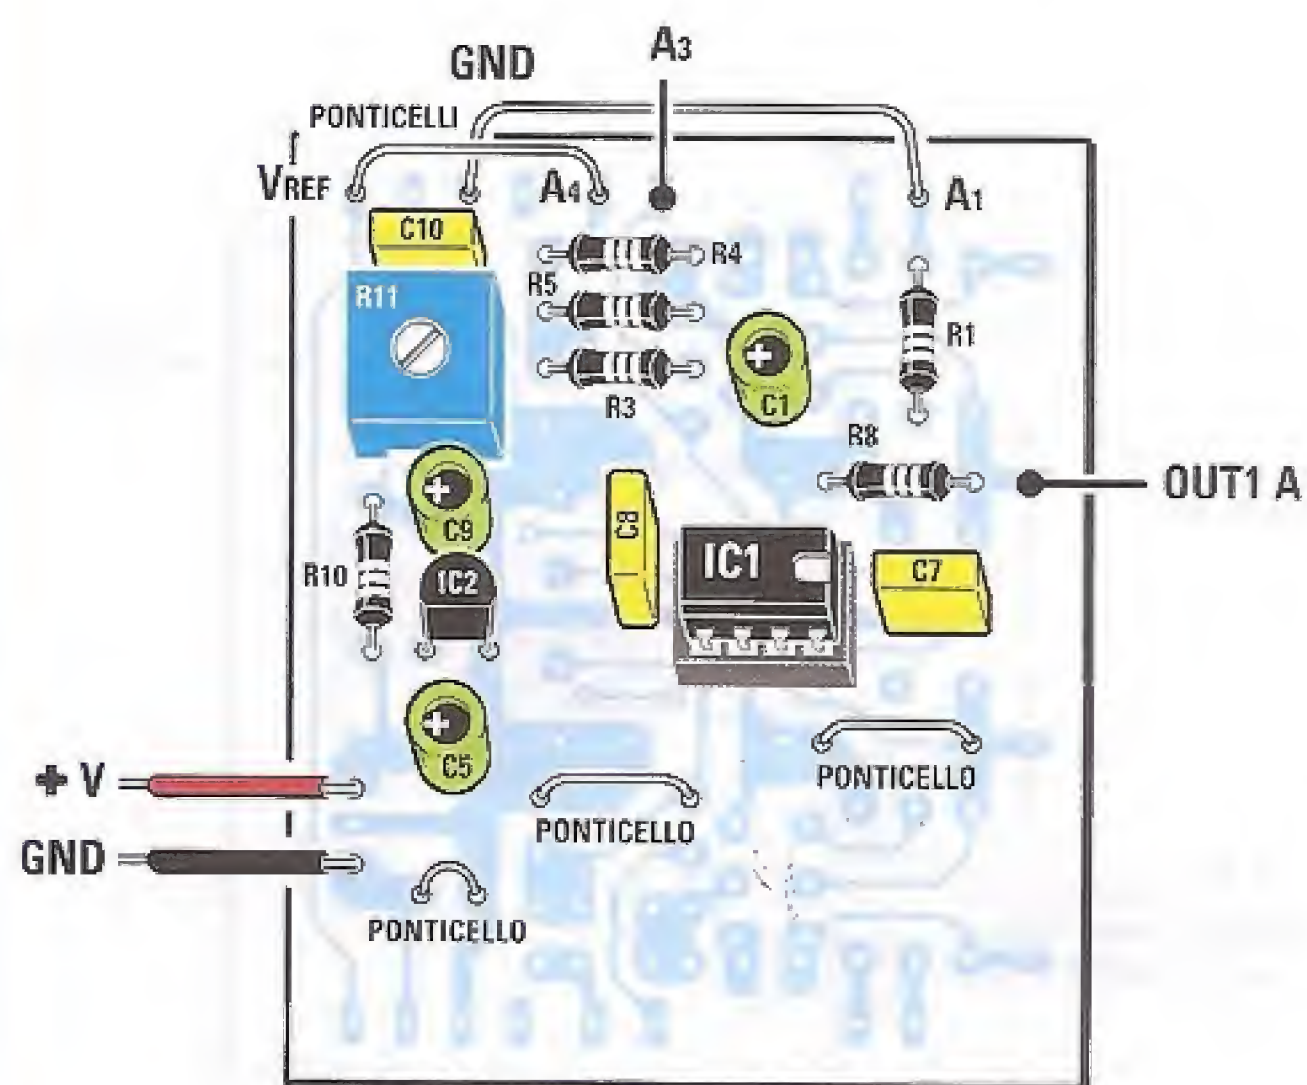 A3
GND
PONTICELLI
VREF
A4
A1
C10
R4
R5
R11
R1
C1
R3
R8
OUT1 A
C9
C8
IC1
C7
R10
IC2
C5
+ V
PONTICELLO
PONTICELLO
GND
PONTICELLO